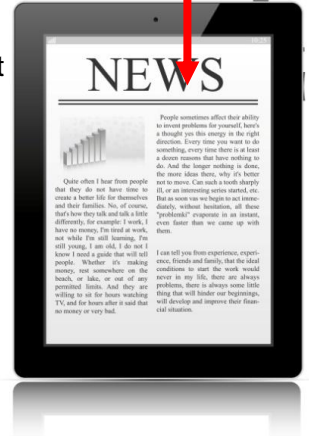 t
NEWS
Quite often I hear from people
that they do not have time to
create a better life for themselves
and their families. No, of course,
that's how they talk and talk a little
differently, for example: I work, I
have no money, I'm tired at work,
not while I'm still learning, I'm
still young, I am old, I do not I
know I need a guide that will tell
people. Whether it's making
money, rest somewhere on the
beach, or lake, or out of any
permitted limits. And they are
willing to sit for hours watching
TV, and for hours after it said that
no money or very bad.
People sometimes affect their ability
to invent problems for yourself, here's
a thought yes this energy in the right
direction. Every time you want to do
something, every time there is at least
a dozen reasons that have nothing to
do. And the longer nothing is done,
the more ideas there, why it's better
not to move. Can such a tooth sharply
ill, or an interesting series started, etc.
But as soon vas we begin to act imme-
diately, without hesitation, all these
"problemki" evaporate in an instant,
even faster than we came up with
them.
I can tell you from experience, experi-
ence, friends and family, that the ideal
conditions to start the work would
never in my life, there are always
problems, there is always some little
thing that will hinder our beginnings,
will develop and improve their finan-
cial situation.